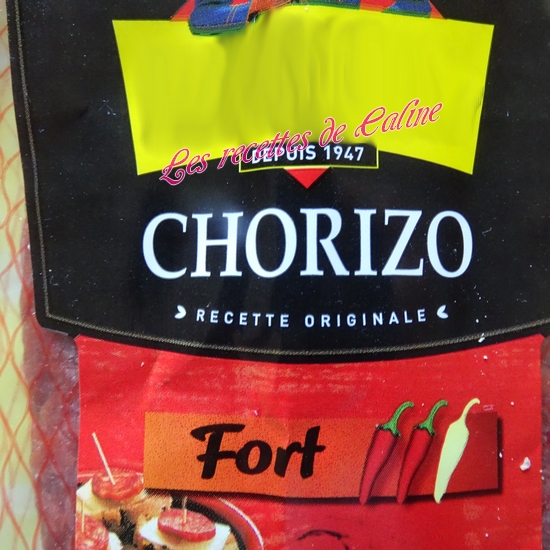 Les recettes de Caline
DEPUIS 1947
CHORIZO
RECETTE ORIGINALE
Fort